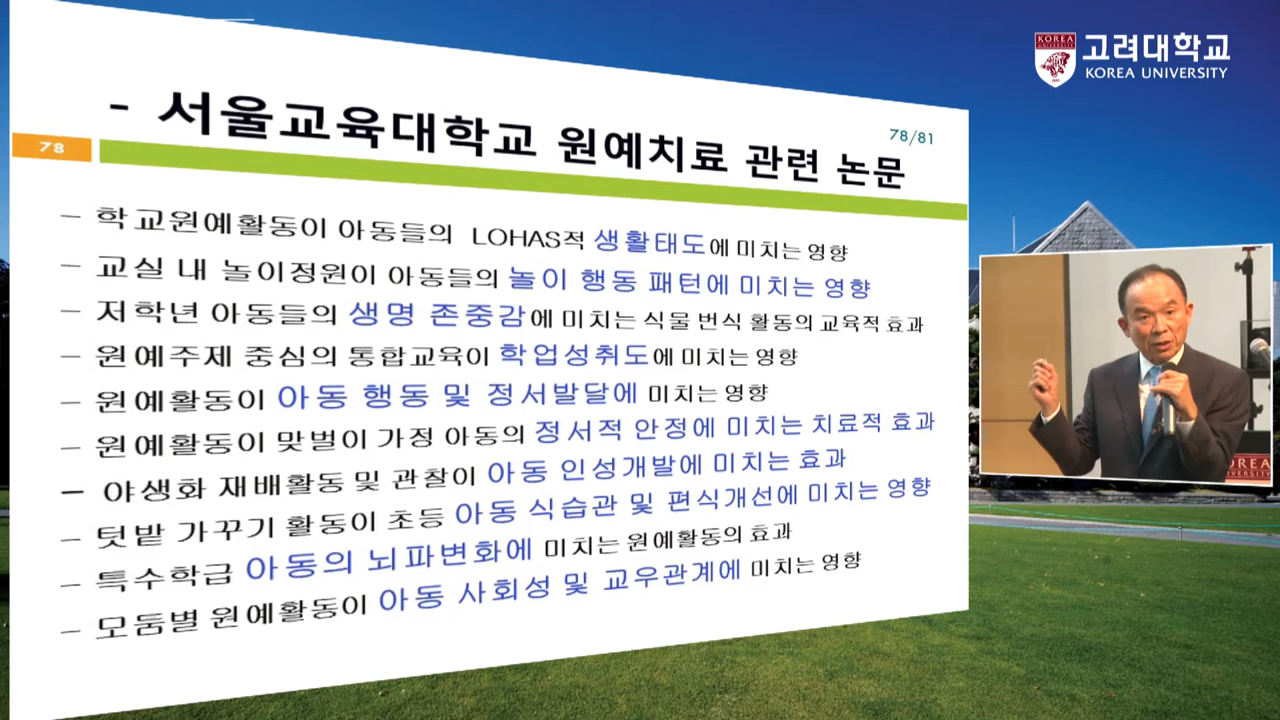 KOREA
고려대학교
KOREA UNIVERSITY
- 서울교육대학교 원예치료 관련 논문
78/81
78
- 학교원예활동이 아동들의 LOHAS적 생활태도에 미치는 영향
- 교실 내 놀이정원이 아동들의 놀이 행동 패턴에 미치는 영향
- 저학년 아동들의 생명 존중감에 미치는 식물 번식 활동의 교육적 효과
- 원예주제 중심의 통합교육이 학업성취도에 미치는 영향
- 원예활동이 아동 행동 및 정서발달에 미치는 영향
- 원예활동이 맞벌이 가정 아동의 정서적 안정에 미치는 치료적 효과
- 야생화 재배활동 및 관찰이 아동 인성개발에 미치는 효과
- 텃밭 가꾸기 활동이 초등 아동 식습관 및 편식개선에 미치는 영향
- 특수학급 아동의 뇌파변화에 미치는 원예활동의 효과
- 모둠별 원예활동이 아동 사회성 및 교우관계에 미치는 영향